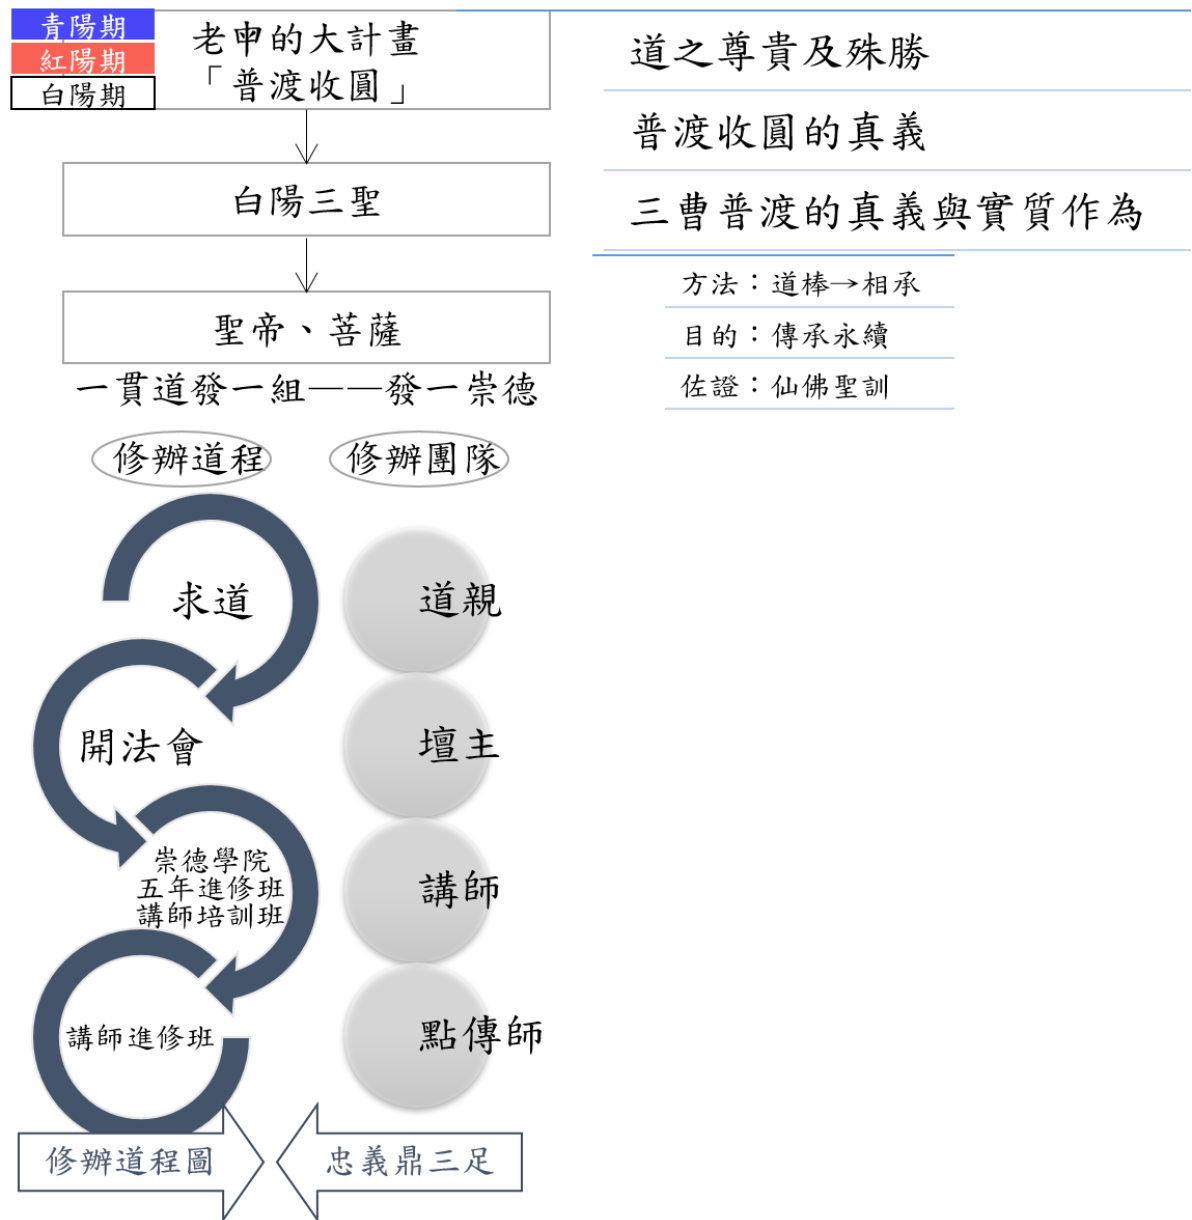 青陽期
紅陽期
白陽期
老申的大計畫
「普渡收圓」
白陽三聖
聖帝、菩薩
一貫道發一組——發一崇德
修辦道程
修辦團隊
求道
開法會
崇德學院
五年進修班
講師培訓班
講師進修班
道親
壇主
講師
點傳師
修辦道程圖
忠義鼎三足
道之尊貴及殊勝
普渡收圓的真義
三曹普渡的真義與實質作為
方法：道棒→相承
目的：傳承永續
佐證：仙佛聖訓